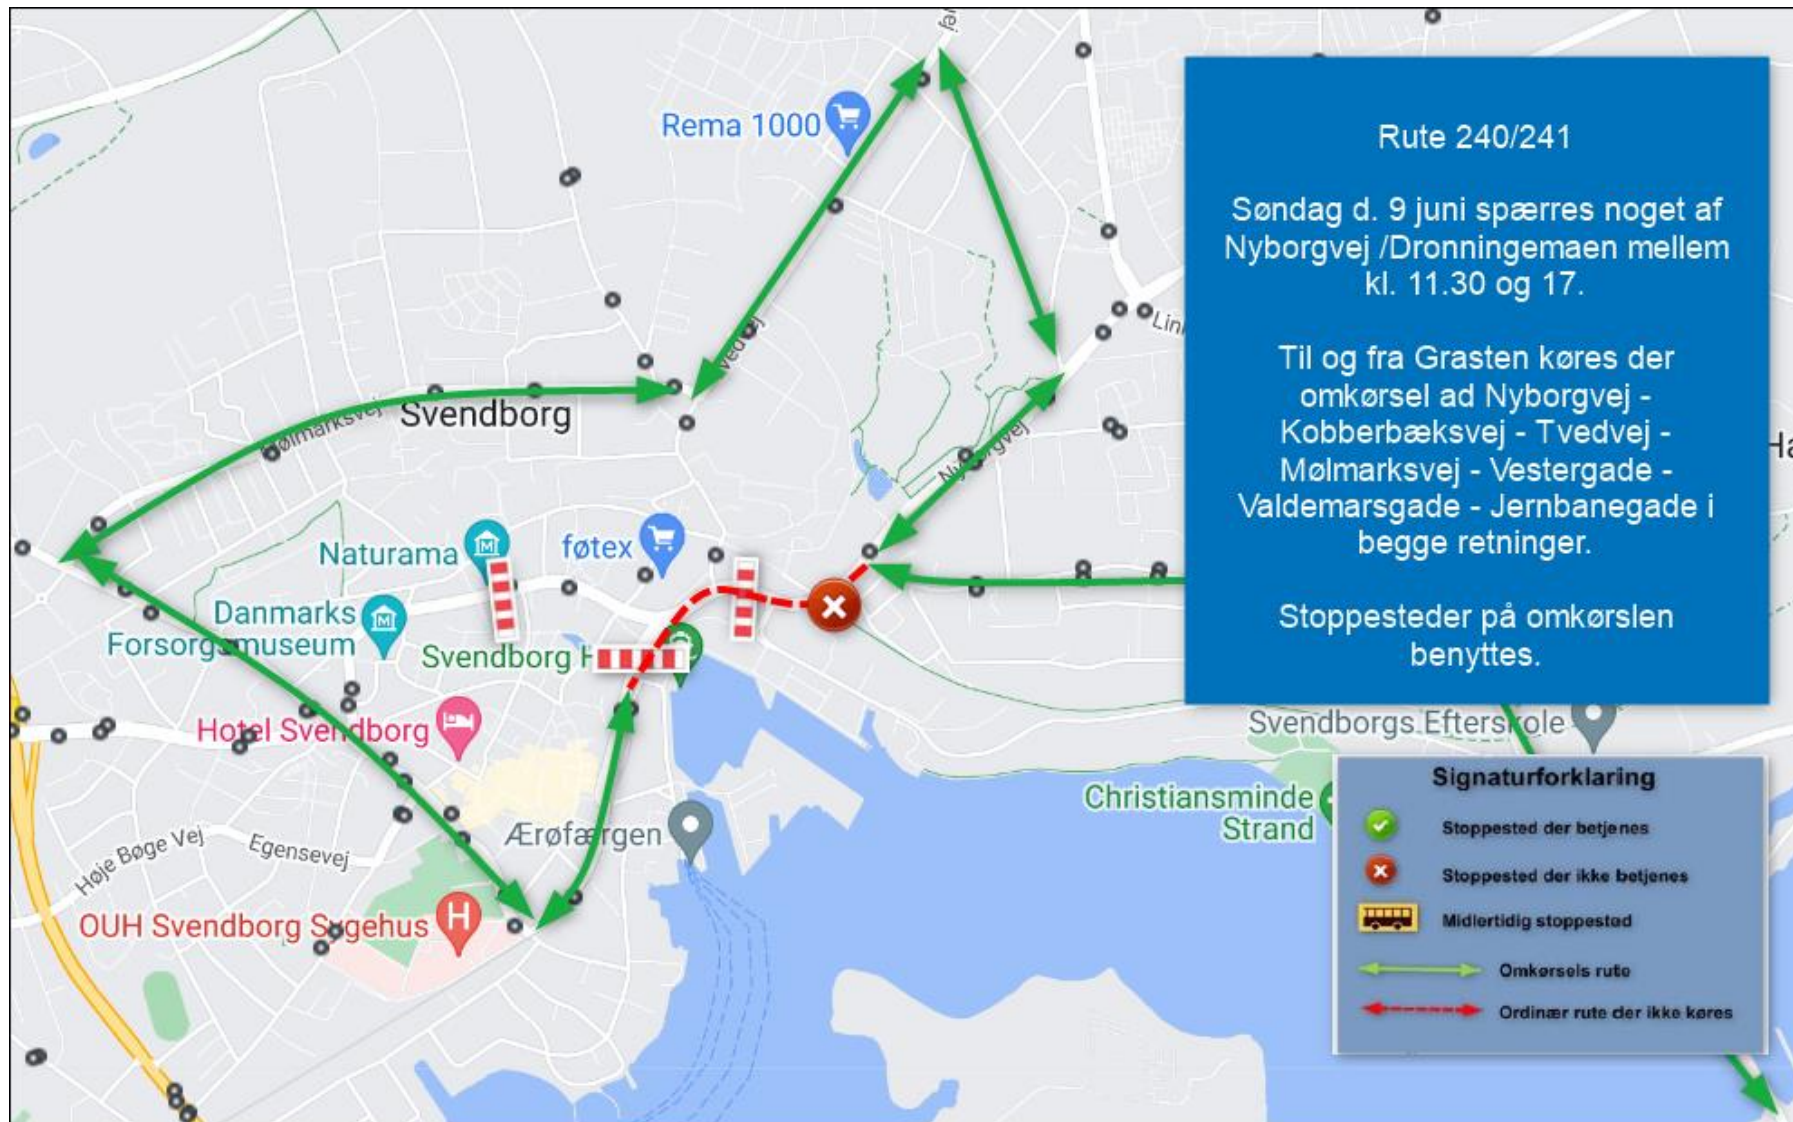 vej
Rema 1000
Rute 240/241
Søndag d. 9 juni spærres noget af
Nyborgvej /Dronningemaen mellem
kl. 11.30 og 17.
Til og fra Grasten køres der
omkørsel ad Nyborgvej -
Kobberbæksvej - Tvedvej -
Mølmarksvej - Vestergade -
Valdemarsgade - Jernbanegade i
begge retninger.
Stoppesteder på omkørslen
benyttes.
Svendborg
Nyborgvej
Naturama
føtex
Danmarks
Forsorgsmuseum
Svendborg H
Hotel Svendborg
Svendborgs Efterskole
Christiansminde
Strand
Ærøfærgen
Høje Bøge Vej
Egensevej
OUH Svendborg Sygehus
H
Signaturforklaring
Stoppested der betjenes
Stoppested der ikke betjenes
Midlertidig stoppested
Omkørsels rute
Ordinær rute der ikke køres